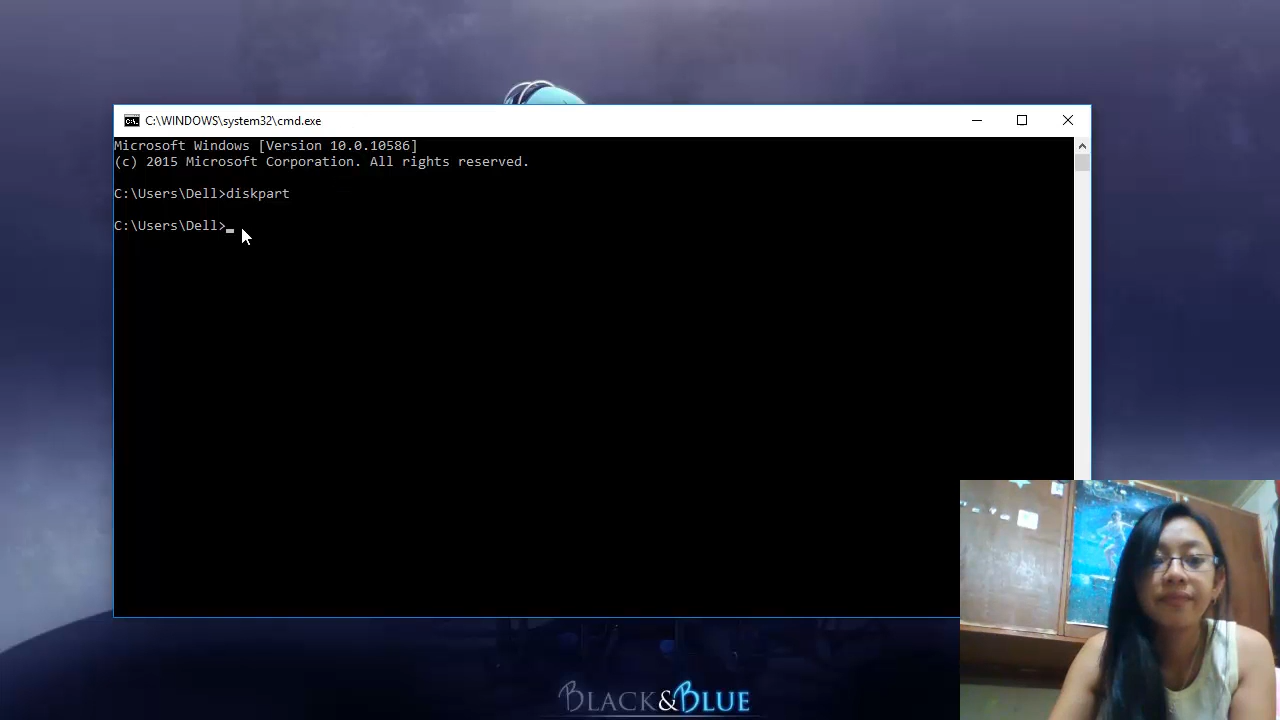 C:\WINDOWS\system32\cmd.exe
Microsoft Windows [Version 10.0.10586]
(c) 2015 Microsoft Corporation. All rights reserved.
C:\Users\Dell>diskpart
C:\Users\Dell>
BLACK&BLUE